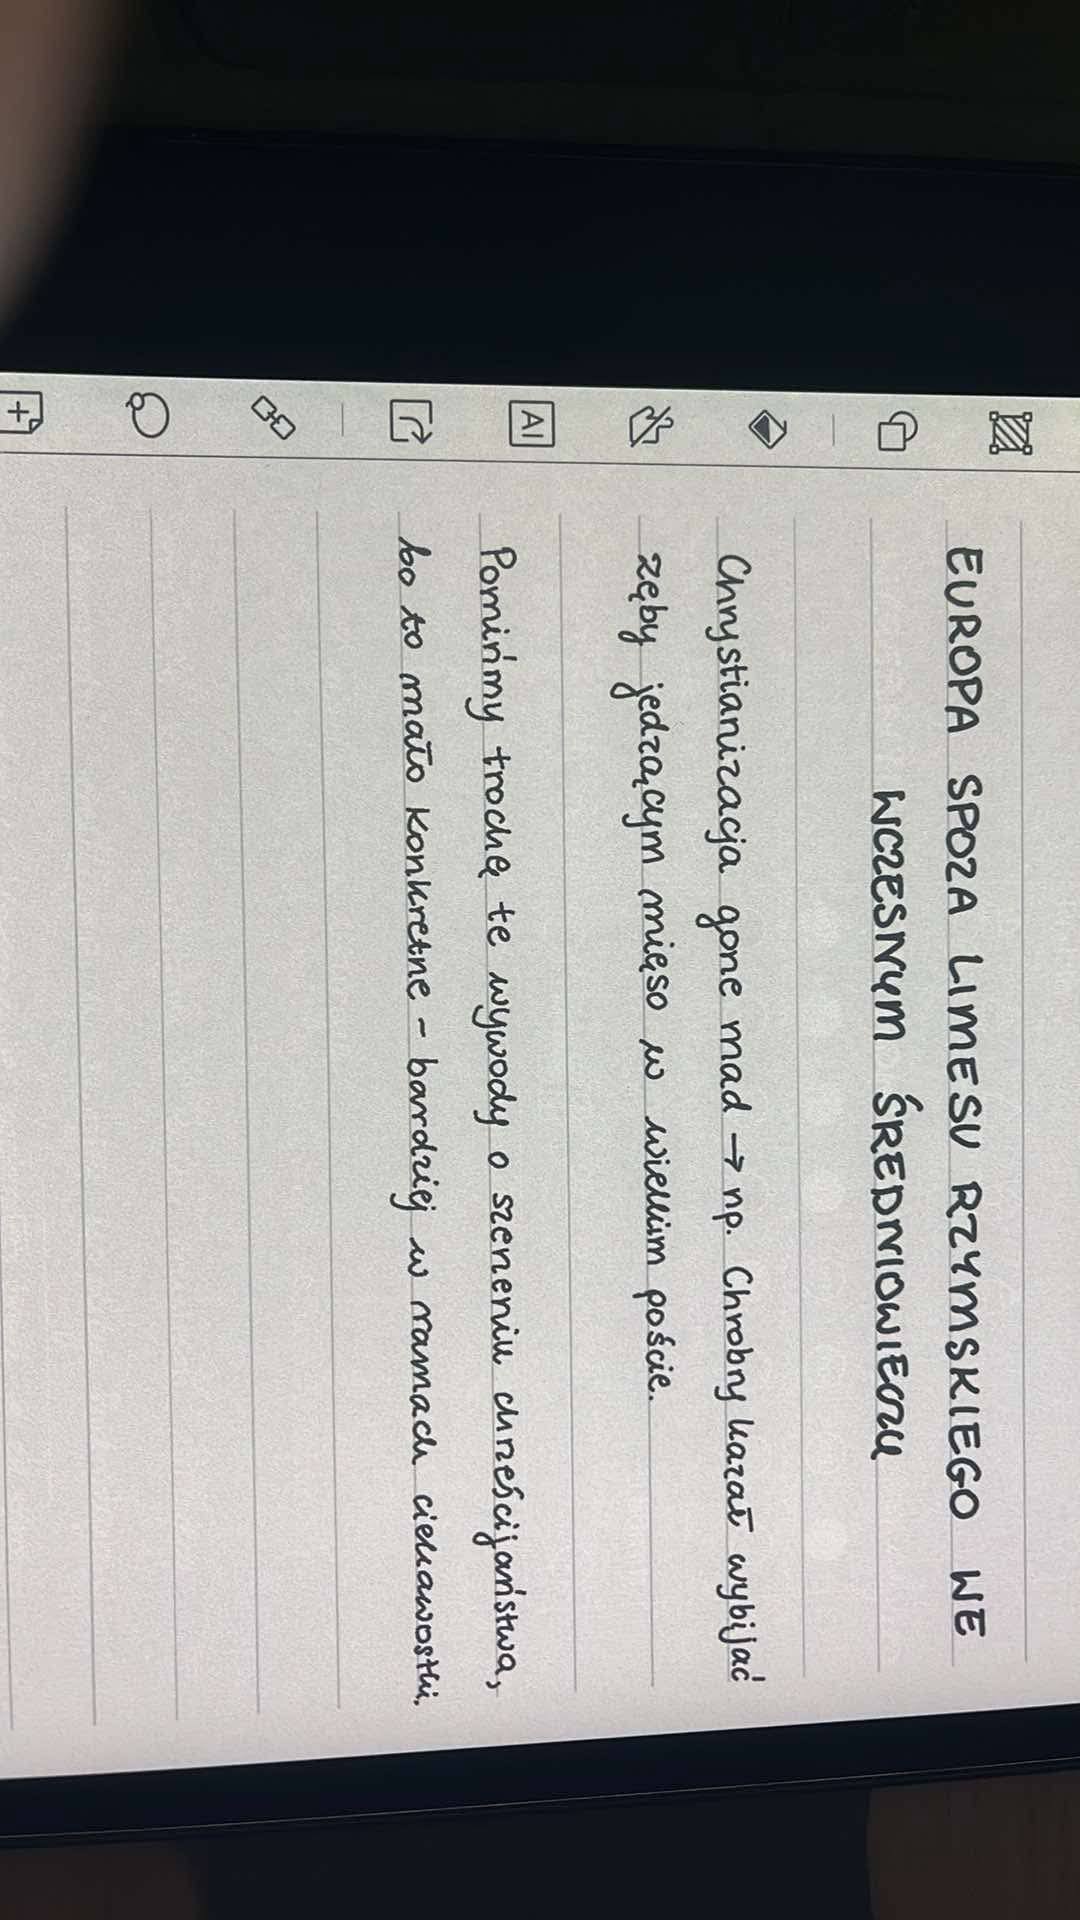 EUROPA SPOZA LIMESU RZYMSKIEGO WE
WCZESNYM ŚREDNIOWIECZU
Chrystianizacja gone mad → np. Chrobry kazał wybijać
zęby jedzącym mięso w wielkim poście.
Pomińmy trochę te wywody o szerzeniu chrześcijaństwa,
bo to mało konkretne - bardziej w ramach ciekawostki.
AI